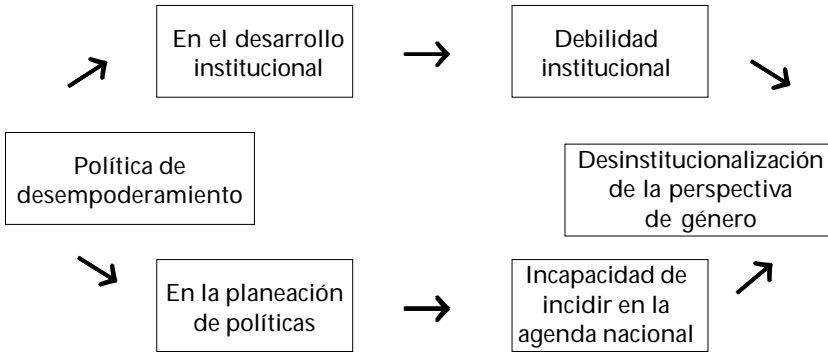 En el desarrollo
institucional
Debilidad
institucional
Política de
desempoderamiento
Desinstitucionalización
de la perspectiva
de género
En la planeación
de políticas
Incapacidad de
incidir en la
agenda nacional